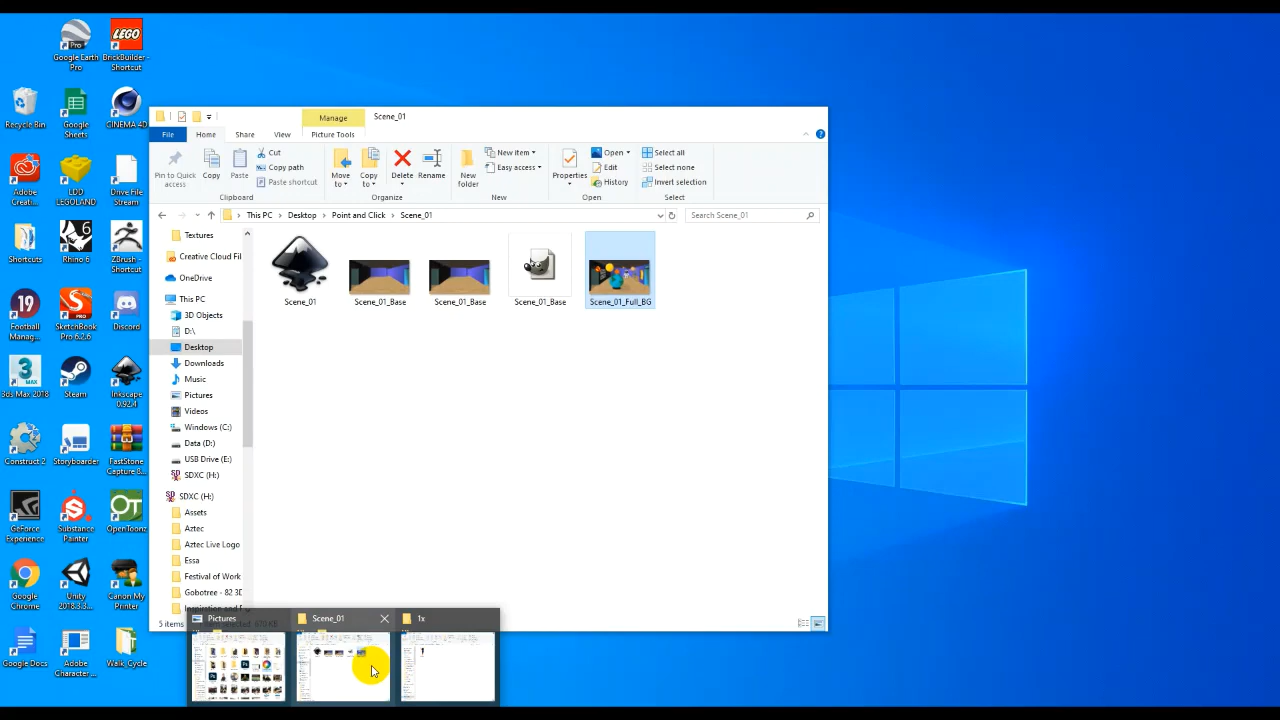 Google Earth
Pro
LEGO
BrickBuilder -
Shortcut
Recycle Bin
Google
Sheets
CINEMA 4D
Adobe
Creati...
LDD
LEGOLAND
Drive File
Stream
Shortcuts
6
Rhino 6
ZBrush -
Shortcut
19
Football
Manag...
SketchBook
Pro 6.2.6
Discord
3
MAX
3ds Max 2018
Steam
Inkscape
0.92.4
Construct 2
Storyboarder
FastStone
Capture 8...
GeForce
Experience
Substance
Painter
OT
OpenToonz
Google
Chrome
Unity
2018.3.3...
Canon My
Printer
Google Docs
Adobe
Character ...
Walk_Cycle
Manage
Scene_01
File
Home
Share
View
Picture Tools
Pin to Quick
access
Copy
Paste
Cut
Copy path
Paste shortcut
Clipboard
Move
to
Copy
to
Delete
Rename
Organize
New
folder
New item
Easy access
New
Properties
Open
Edit
History
Open
Select all
Select none
Invert selection
Select
This PC
Desktop
Point and Click
Scene_01
Search Scene_01
Textures
Creative Cloud Fil
OneDrive
This PC
3D Objects
D:\
Desktop
Downloads
Music
Pictures
Videos
Windows (C:)
Data (D:)
USB Drive (E:)
SDXC (H:)
SDXC (H:)
Assets
Aztec
Aztec Live Logo
Essa
Festival of Work
Gobotree - 82 3D
Scene_01
Scene_01_Base
Scene_01_Base
Scene_01_Base
Scene_01_Full_BG
5 items
Pictures
Scene_01
1x